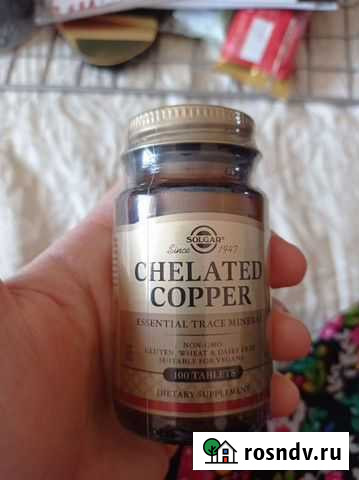 SOLGAR
Since 1947
CHELATED
COPPER
ESSENTIAL TRACE MINERAL
NON-GMO
GLUTEN, WHEAT & DAIRY FREE
SUITABLE FOR VEGANS
100 TABLETS
DIETARY SUPPLEMENT
rosndv.ru